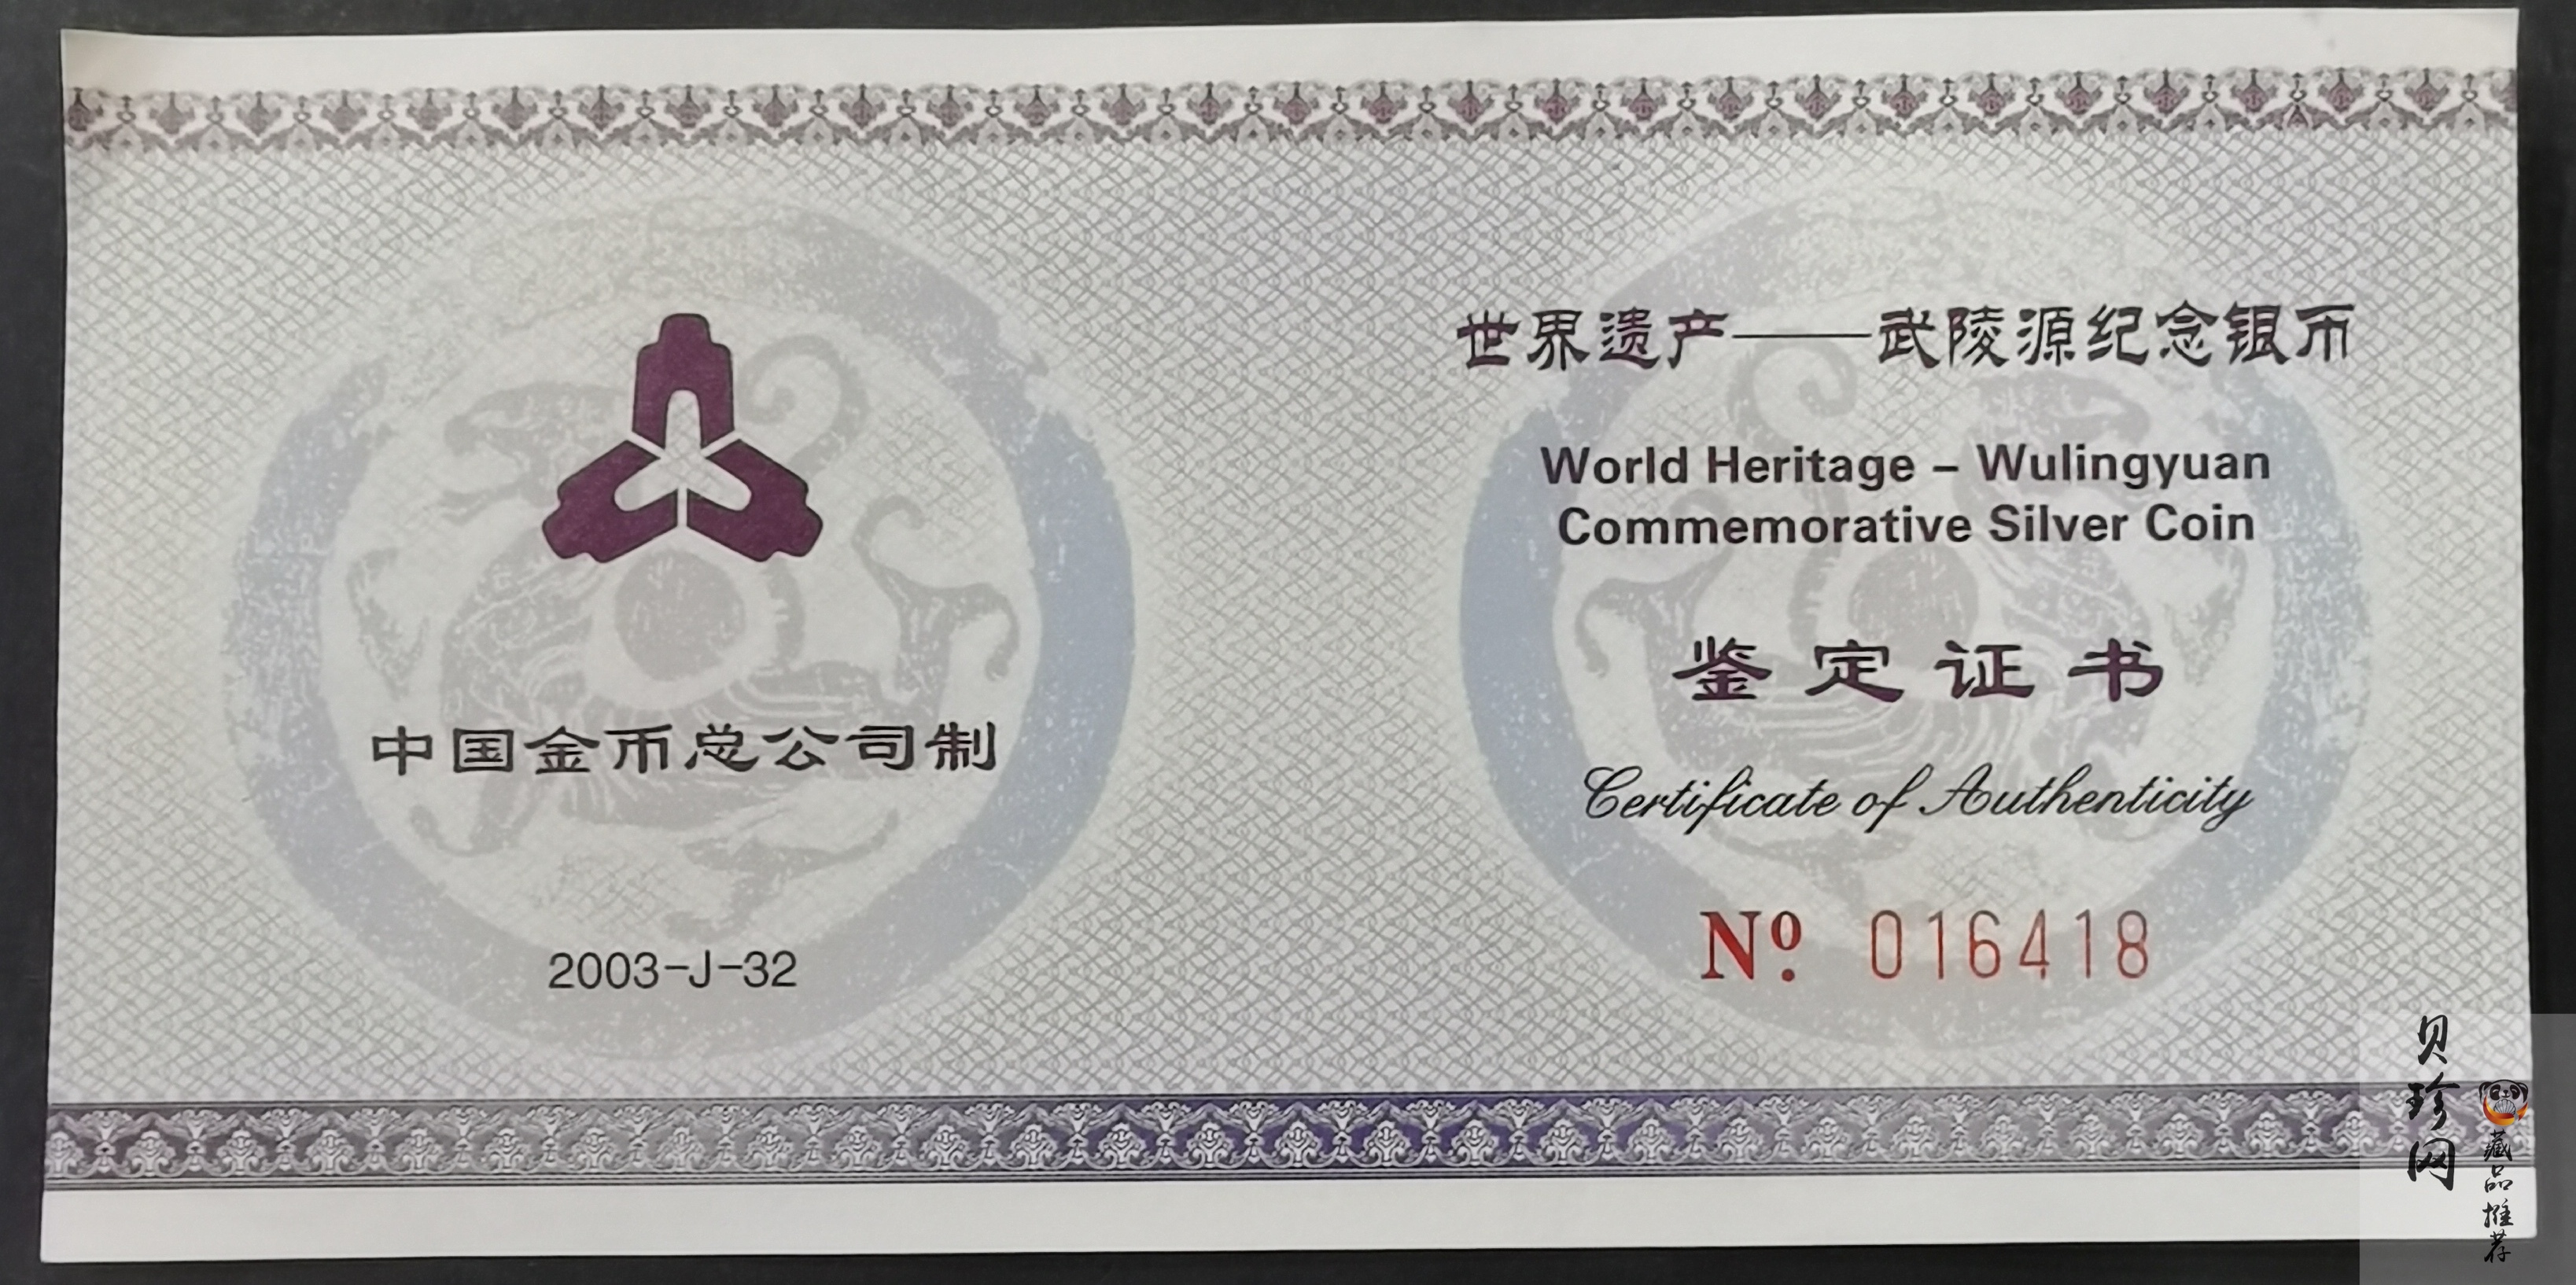 中国金币总公司制
2003-J-32
世界遗产——武陵源纪念银币
World Heritage – Wulingyuan
Commemorative Silver Coin
鉴定证书
Certificate of Authenticity
Nº. 016418
贝珍网
藏品推荐